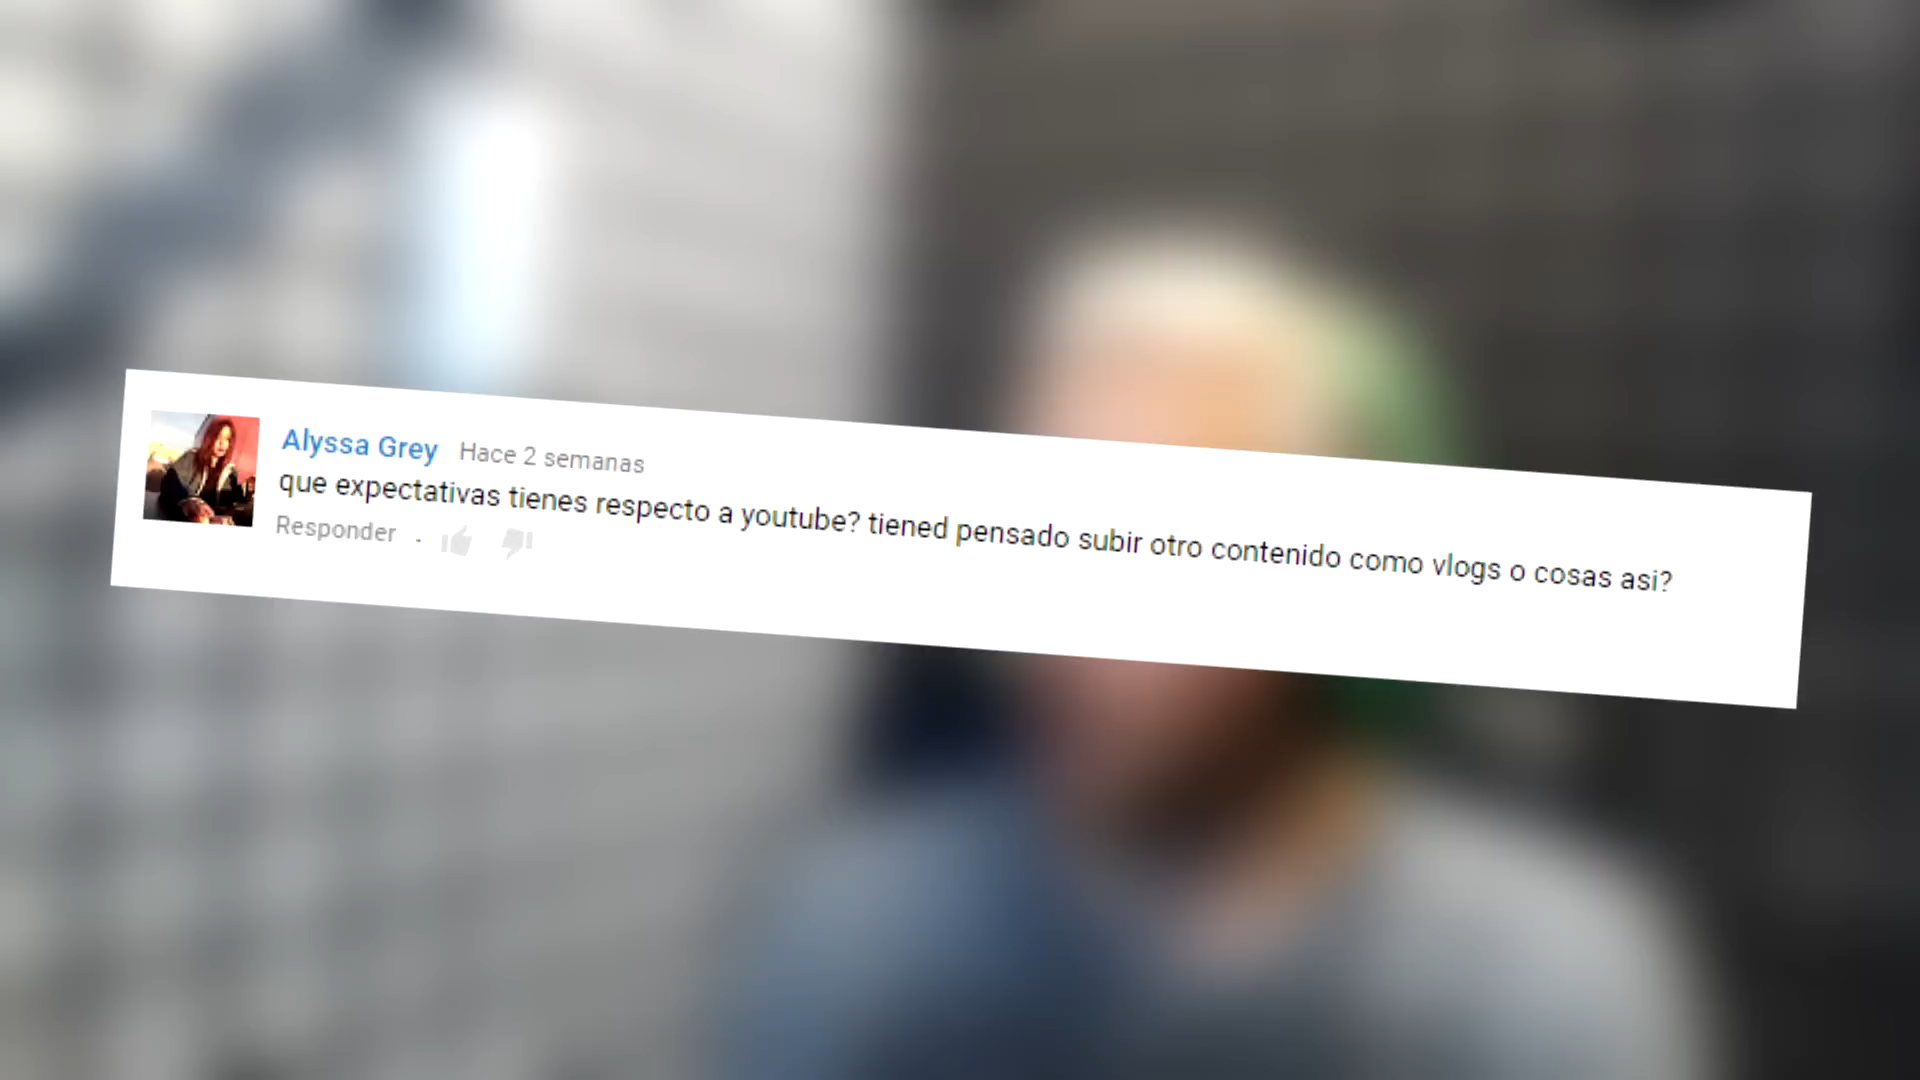 Alyssa Grey Hace 2 semanas
que expectativas tienes respecto a youtube? tiened pensado subir otro contenido como vlogs o cosas asi?
Responder .